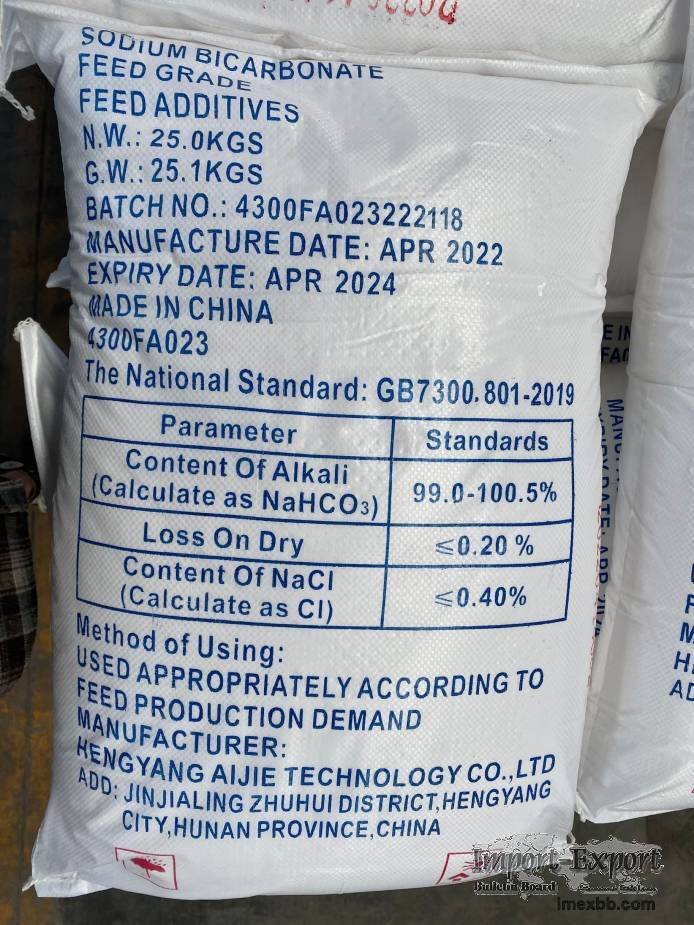 SODIUM BICARBONATE
FEED GRADE
FEED ADDITIVES
N.W.: 25.0KGS
G.W.: 25.1KGS
BATCH NO.: 4300FA023222118
MANUFACTURE DATE: APR 2022
EXPIRY DATE: APR 2024
MADE IN CHINA
4300FA023
The National Standard: GB7300.801-2019
Parameter Standards
Content Of Alkali
(Calculate as NaHCO₃) 99.0-100.5%
Loss On Dry ≤0.20 %
Content Of NaCl
(Calculate as Cl) ≤0.40%
Method of Using:
USED APPROPRIATELY ACCORDING TO
FEED PRODUCTION DEMAND
MANUFACTURER:
HENGYANG AIJIE TECHNOLOGY CO.,LTD
ADD: JINJIALING ZHUHUI DISTRICT,HENGYANG
CITY,HUNAN PROVINCE,CHINA
Import-Export
Bulletin Board
imexbb.com